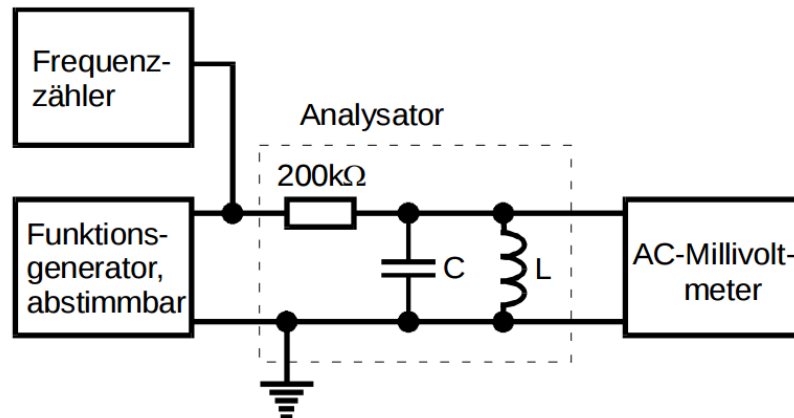 Frequenz-
zähler
Analysator
200kΩ
Funktions-
generator,
abstimmbar
C
L
AC-Millivolt-
meter